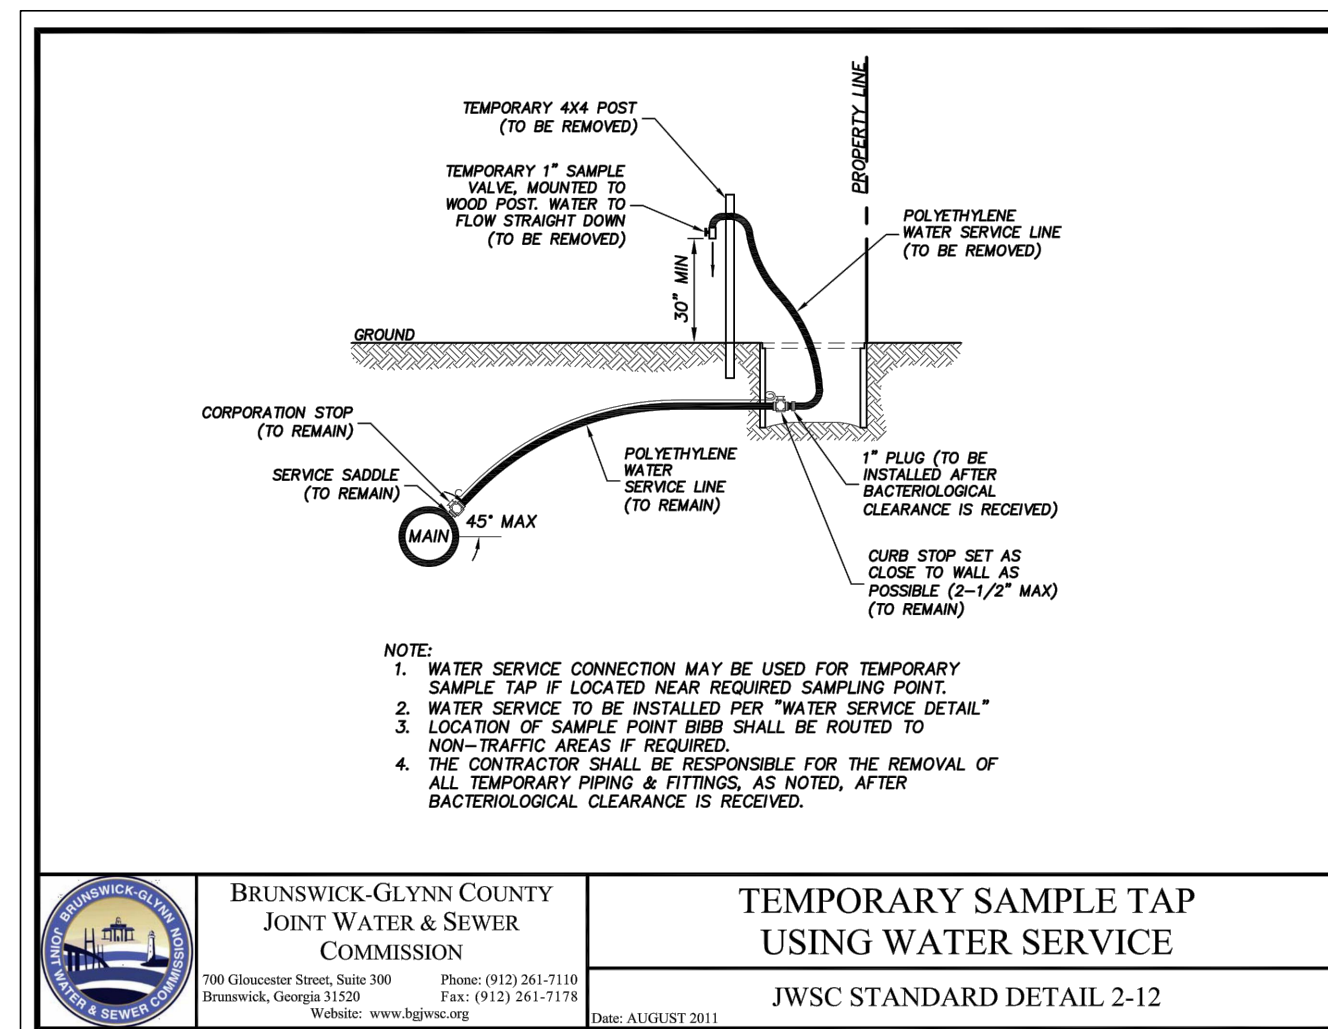 TEMPORARY 4X4 POST
(TO BE REMOVED)
TEMPORARY 1" SAMPLE
VALVE, MOUNTED TO
WOOD POST. WATER TO
FLOW STRAIGHT DOWN
(TO BE REMOVED)
PROPERTY LINE
POLYETHYLENE
WATER SERVICE LINE
(TO BE REMOVED)
30" MIN
GROUND
CORPORATION STOP
(TO REMAIN)
SERVICE SADDLE
(TO REMAIN)
MAIN
45° MAX
POLYETHYLENE
WATER
SERVICE LINE
(TO REMAIN)
1" PLUG (TO BE
INSTALLED AFTER
BACTERIOLOGICAL
CLEARANCE IS RECEIVED)
CURB STOP SET AS
CLOSE TO WALL AS
POSSIBLE (2-1/2" MAX)
(TO REMAIN)
NOTE:
1. WATER SERVICE CONNECTION MAY BE USED FOR TEMPORARY
SAMPLE TAP IF LOCATED NEAR REQUIRED SAMPLING POINT.
2. WATER SERVICE TO BE INSTALLED PER "WATER SERVICE DETAIL"
3. LOCATION OF SAMPLE POINT BIBB SHALL BE ROUTED TO
NON-TRAFFIC AREAS IF REQUIRED.
4. THE CONTRACTOR SHALL BE RESPONSIBLE FOR THE REMOVAL OF
ALL TEMPORARY PIPING & FITTINGS, AS NOTED, AFTER
BACTERIOLOGICAL CLEARANCE IS RECEIVED.
BRUNSWICK-GLYNN
JOINT WATER & SEWER COMMISSION
BRUNSWICK-GLYNN COUNTY
JOINT WATER & SEWER
COMMISSION
700 Gloucester Street, Suite 300 Phone: (912) 261-7110
Brunswick, Georgia 31520 Fax: (912) 261-7178
Website: www.bgjwsc.org
TEMPORARY SAMPLE TAP
USING WATER SERVICE
JWSC STANDARD DETAIL 2-12
Date: AUGUST 2011